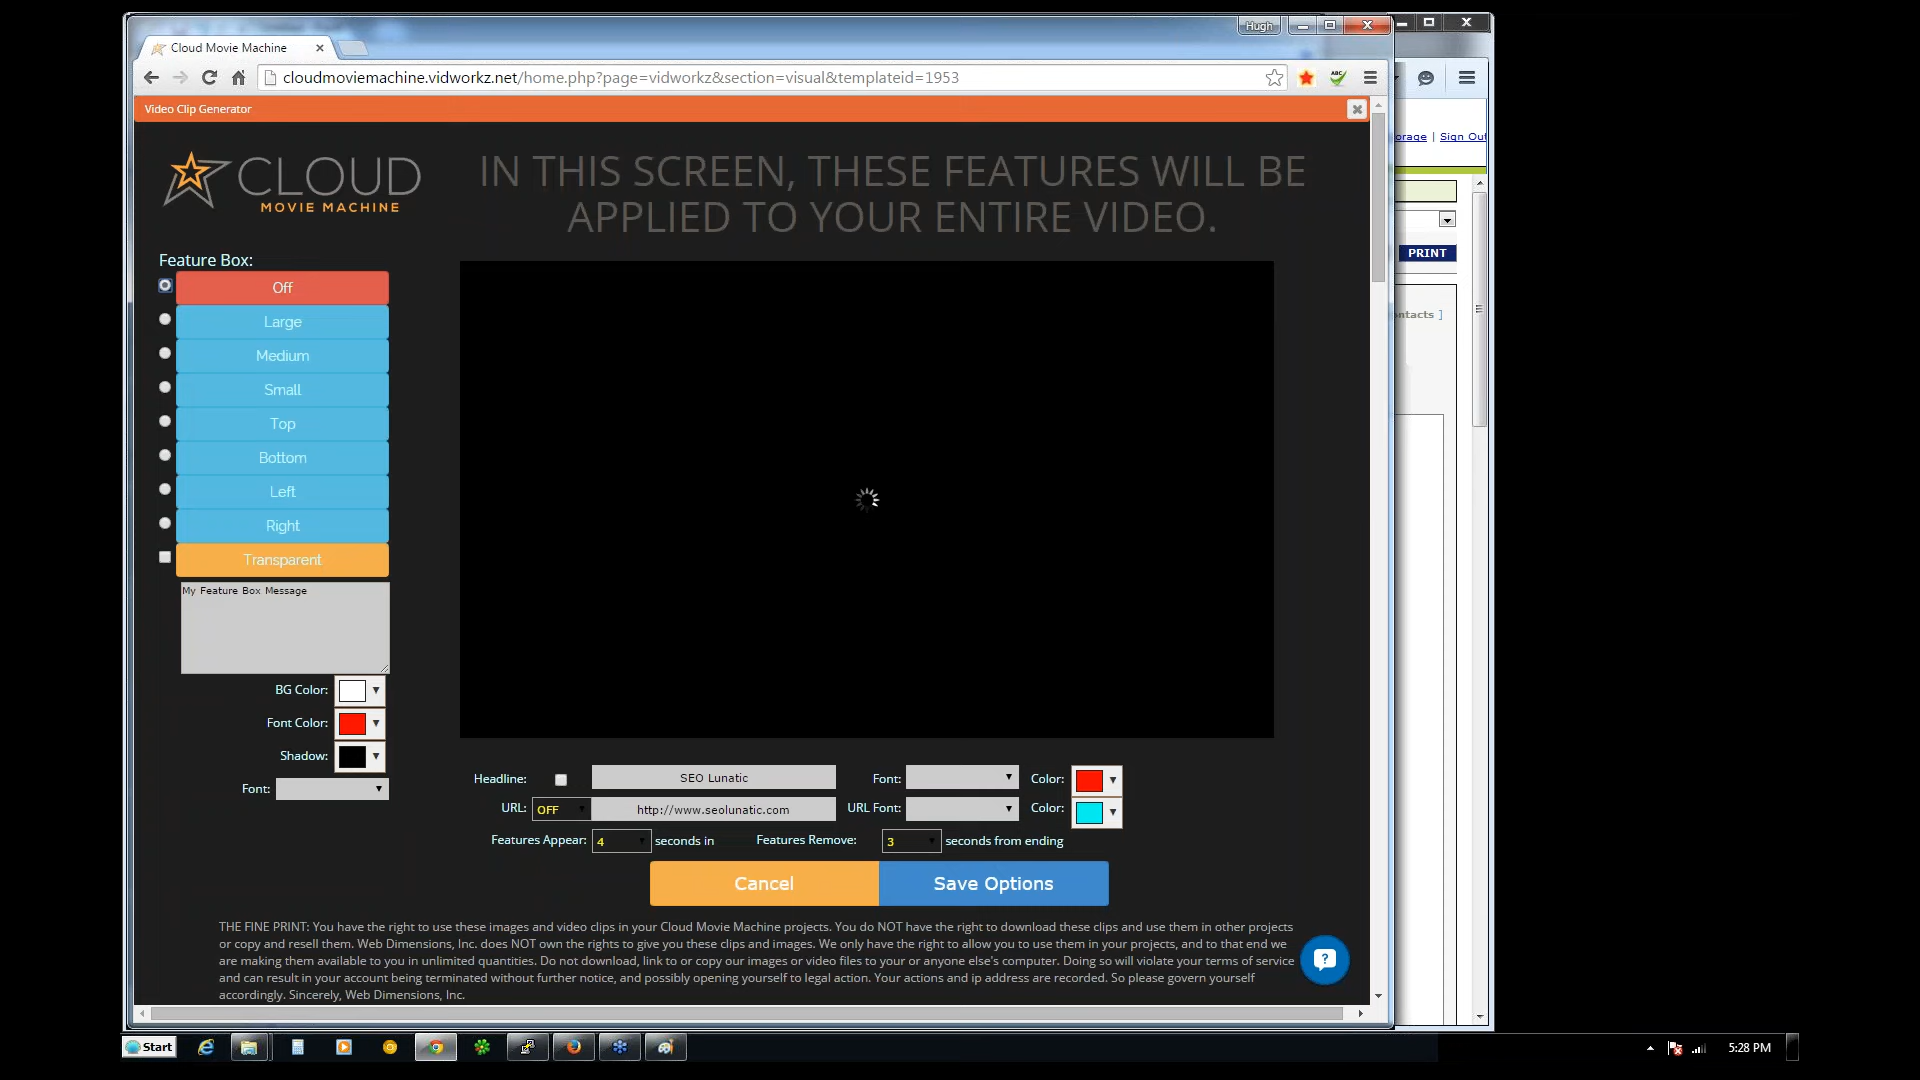 Hugh
Cloud Movie Machine
cloudmoviemachine.vidworkz.net/home.php?page=vidworkz&section=visual&templateid=1953
Video Clip Generator
orage | Sign Out
CLOUD
MOVIE MACHINE
IN THIS SCREEN, THESE FEATURES WILL BE
APPLIED TO YOUR ENTIRE VIDEO.
PRINT
ntacts ]
Feature Box:
Off
Large
Medium
Small
Top
Bottom
Left
Right
Transparent
My Feature Box Message
BG Color:
Font Color:
Shadow:
Font:
Headline: SEO Lunatic Font: Color:
URL: OFF http://www.seolunatic.com URL Font: Color:
Features Appear: 4 seconds in Features Remove: 3 seconds from ending
Cancel Save Options
THE FINE PRINT: You have the right to use these images and video clips in your Cloud Movie Machine projects. You do NOT have the right to download these clips and use them in other projects
or copy and resell them. Web Dimensions, Inc. does NOT own the rights to give you these clips and images. We only have the right to allow you to use them in your projects, and to that end we
are making them available to you in unlimited quantities. Do not download, link to or copy our images or video files to your or anyone else's computer. Doing so will violate your terms of service
and can result in your account being terminated without further notice, and possibly opening yourself to legal action. Your actions and ip address are recorded. So please govern yourself
accordingly. Sincerely, Web Dimensions, Inc.
Start
5:28 PM